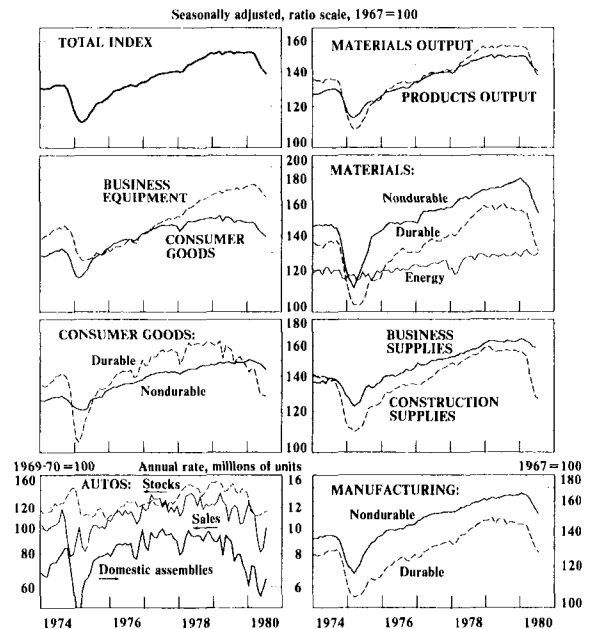 Seasonally adjusted, ratio scale, 1967=100
TOTAL INDEX
160
140
120
100
MATERIALS OUTPUT
PRODUCTS OUTPUT
BUSINESS
EQUIPMENT
CONSUMER
GOODS
200
180
160
140
120
100
MATERIALS:
Nondurable
Durable
Energy
CONSUMER GOODS:
Durable
Nondurable
180
160
140
120
100
BUSINESS
SUPPLIES
CONSTRUCTION
SUPPLIES
1969-70=100
Annual rate, millions of units
1967=100
160
120
100
80
60
AUTOS:
Stocks
Sales
Domestic assemblies
16
12
10
8
6
MANUFACTURING:
Nondurable
Durable
180
160
140
120
100
1974 1976 1978 1980
1974 1976 1978 1980